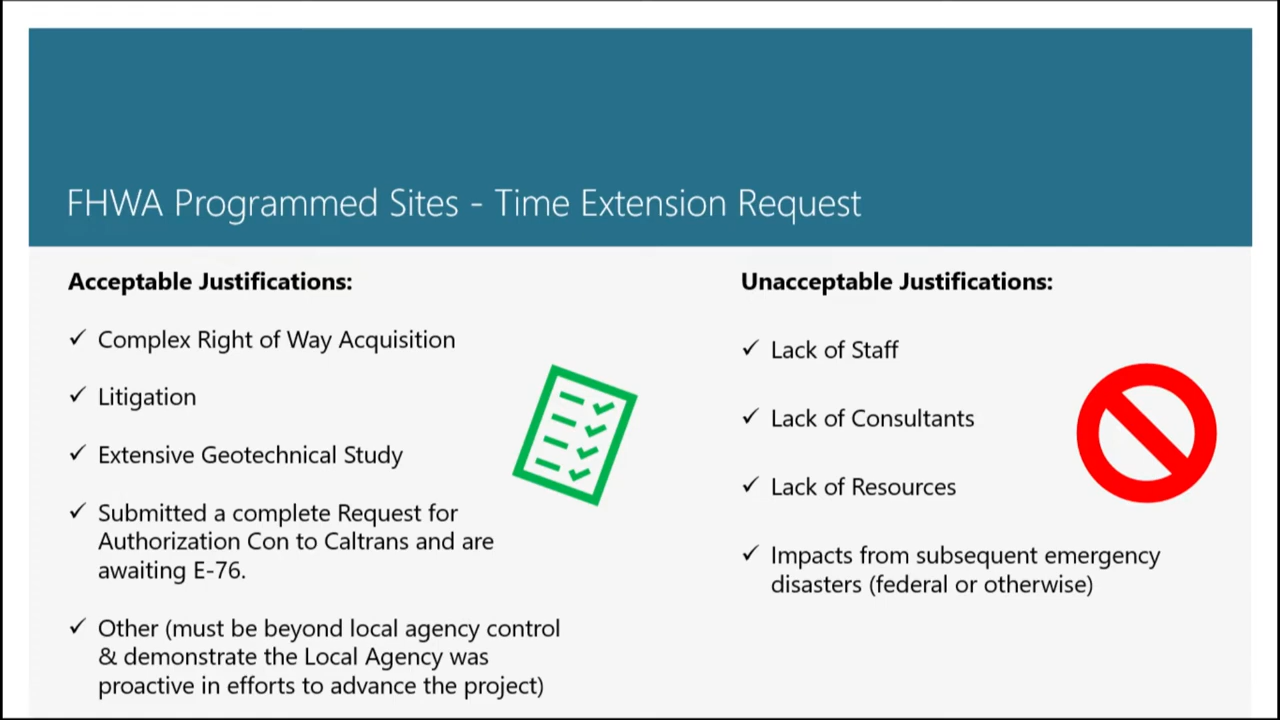 FHWA Programmed Sites - Time Extension Request
Acceptable Justifications:
✓ Complex Right of Way Acquisition
✓ Litigation
✓ Extensive Geotechnical Study
✓ Submitted a complete Request for
Authorization Con to Caltrans and are
awaiting E-76.
✓ Other (must be beyond local agency control
& demonstrate the Local Agency was
proactive in efforts to advance the project)
Unacceptable Justifications:
✓ Lack of Staff
✓ Lack of Consultants
✓ Lack of Resources
✓ Impacts from subsequent emergency
disasters (federal or otherwise)